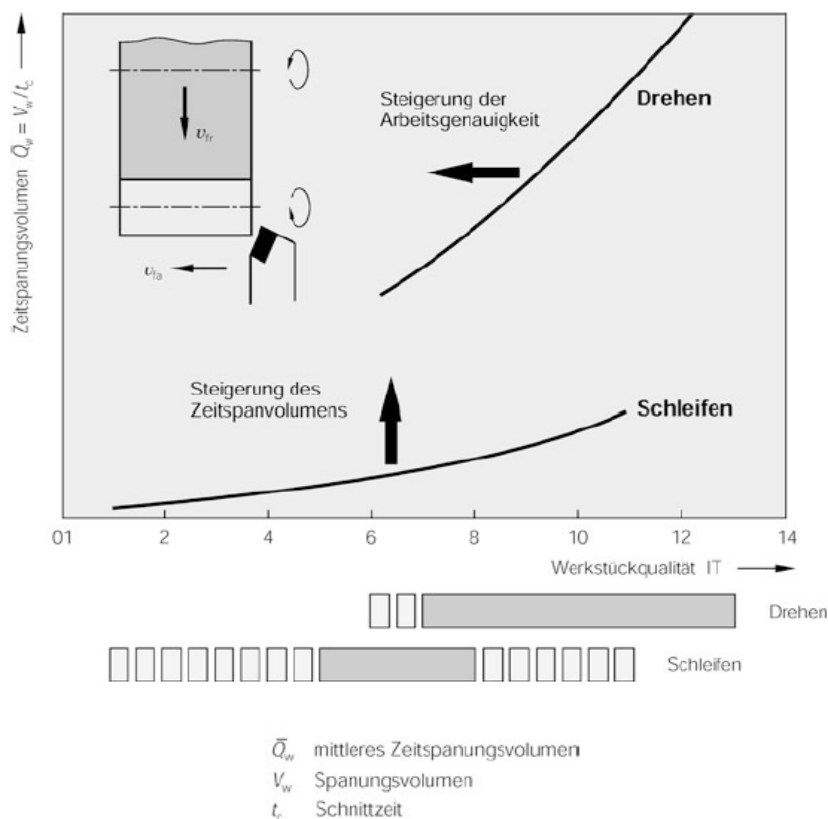 Zeitspanungsvolumen Q̄w = Vw/tc
vfr
vfa
Steigerung der
Arbeitsgenauigkeit
Drehen
Steigerung des
Zeitspanvolumens
Schleifen
01 2 4 6 8 10 12 14
Werkstückqualität IT
Drehen
Schleifen
Q̄w mittleres Zeitspanungsvolumen
Vw Spanungsvolumen
tc Schnittzeit